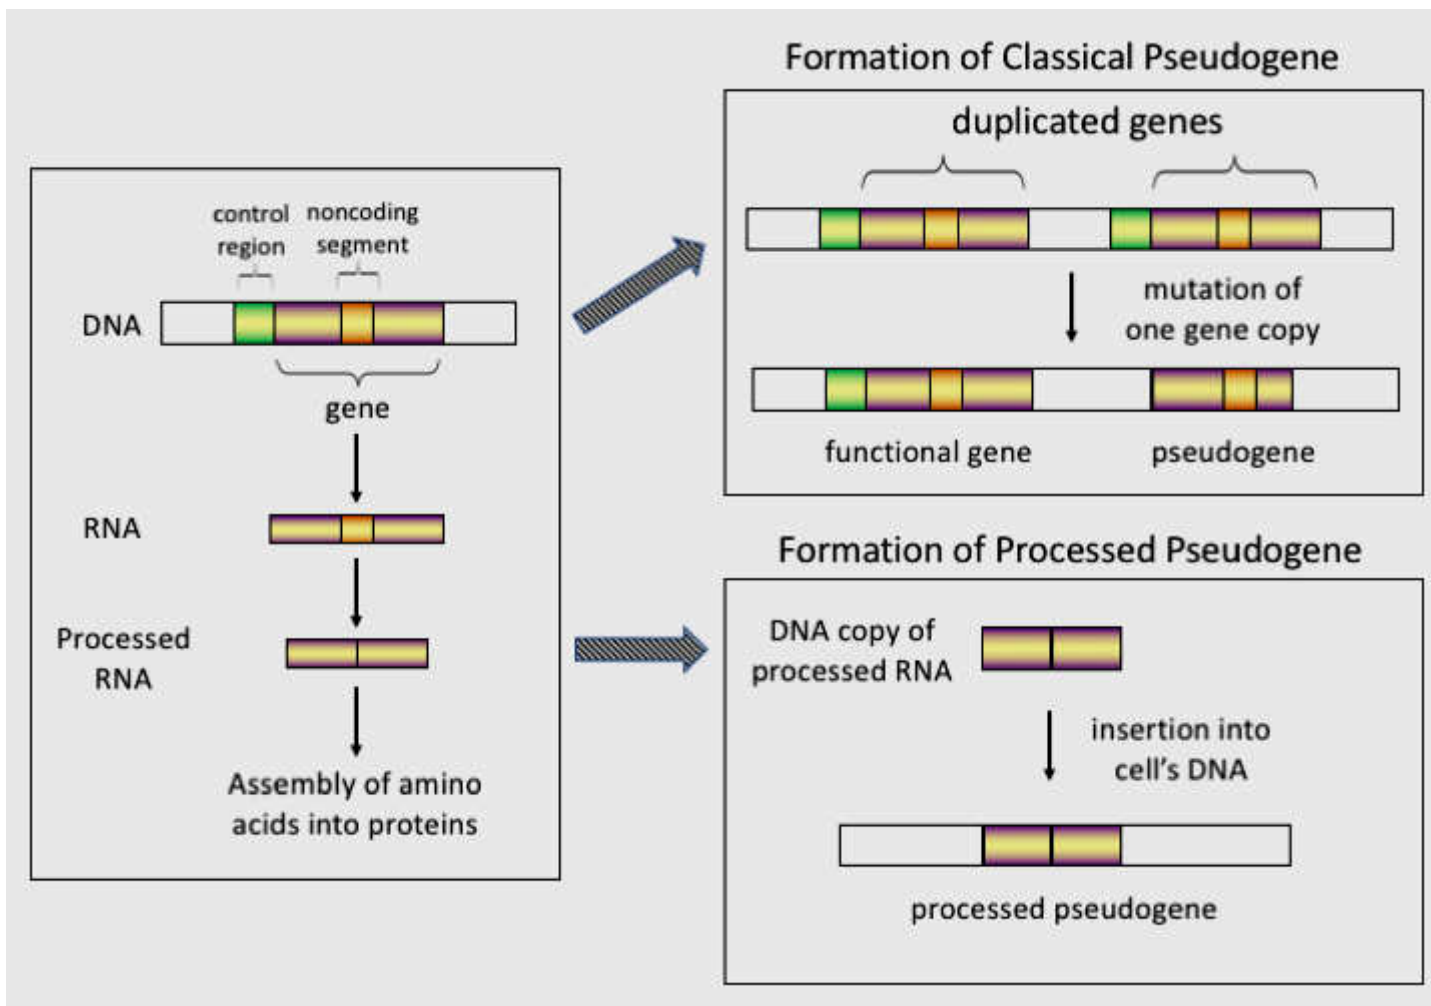 control
region
noncoding
segment
DNA
gene
RNA
Processed
RNA
Assembly of amino
acids into proteins
Formation of Classical Pseudogene
duplicated genes
mutation of
one gene copy
functional gene
pseudogene
Formation of Processed Pseudogene
DNA copy of
processed RNA
insertion into
cell's DNA
processed pseudogene